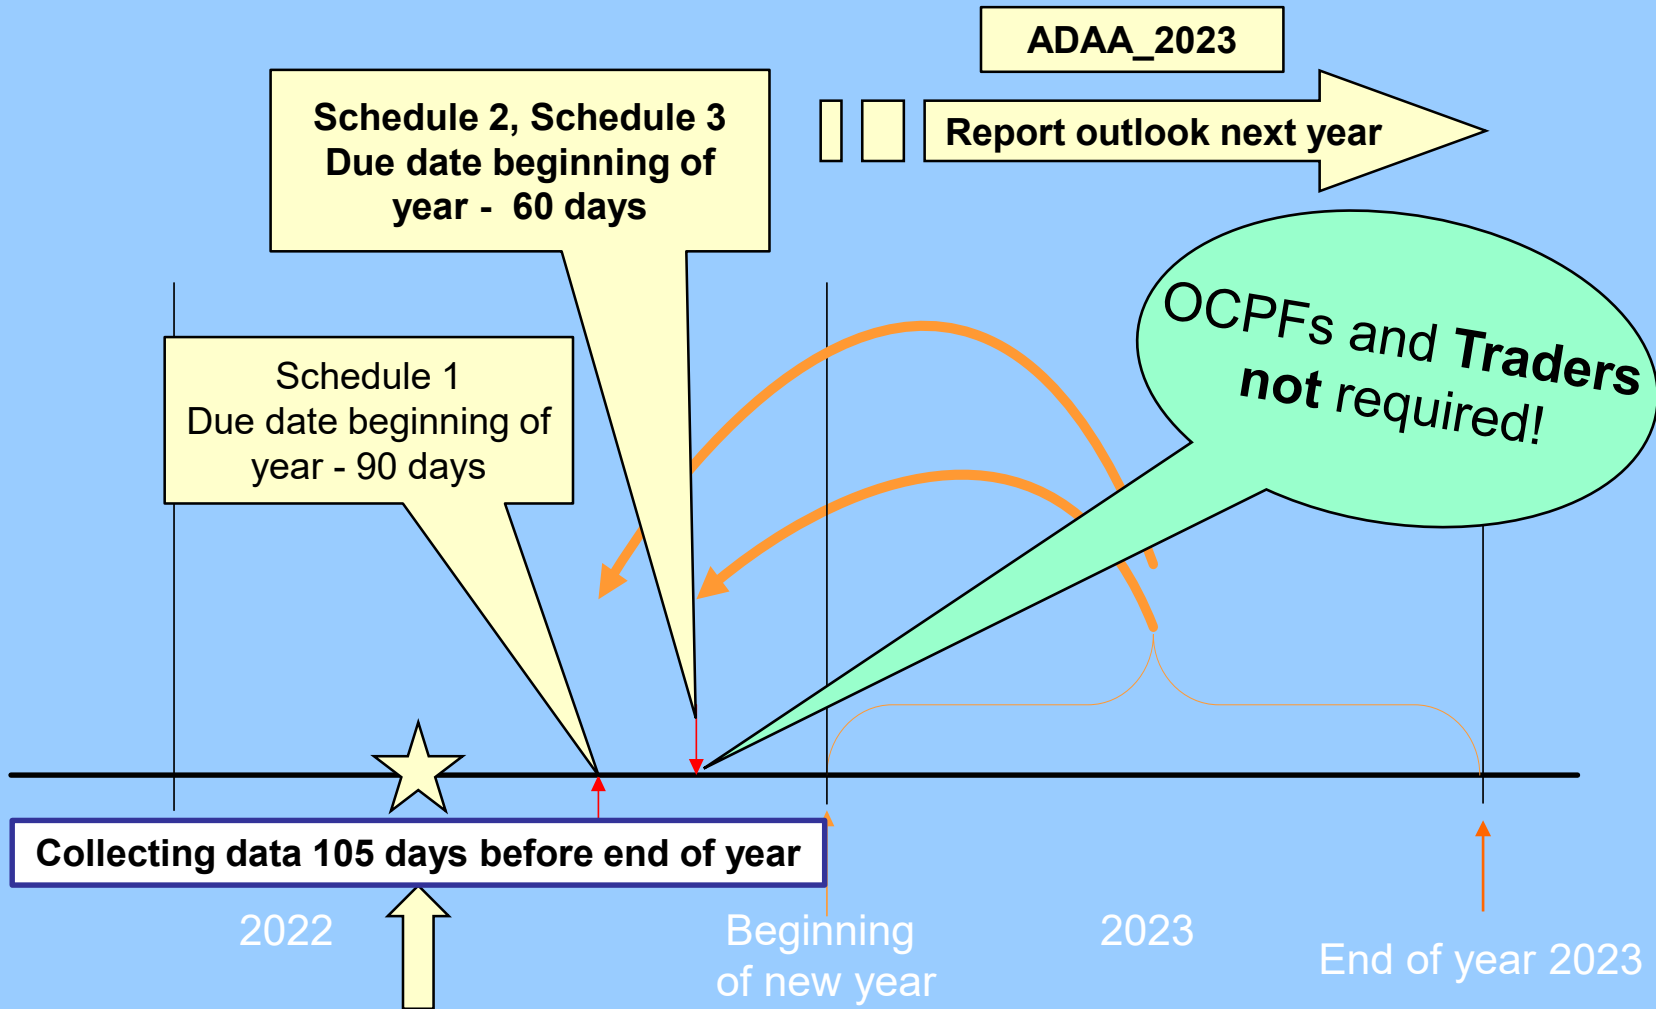 ADAA_2023
Report outlook next year
Schedule 2, Schedule 3
Due date beginning of
year -  60 days
Schedule 1
Due date beginning of
year - 90 days
OCPFs and Traders
not required!
Collecting data 105 days before end of year
2022
Beginning
of new year
2023
End of year 2023